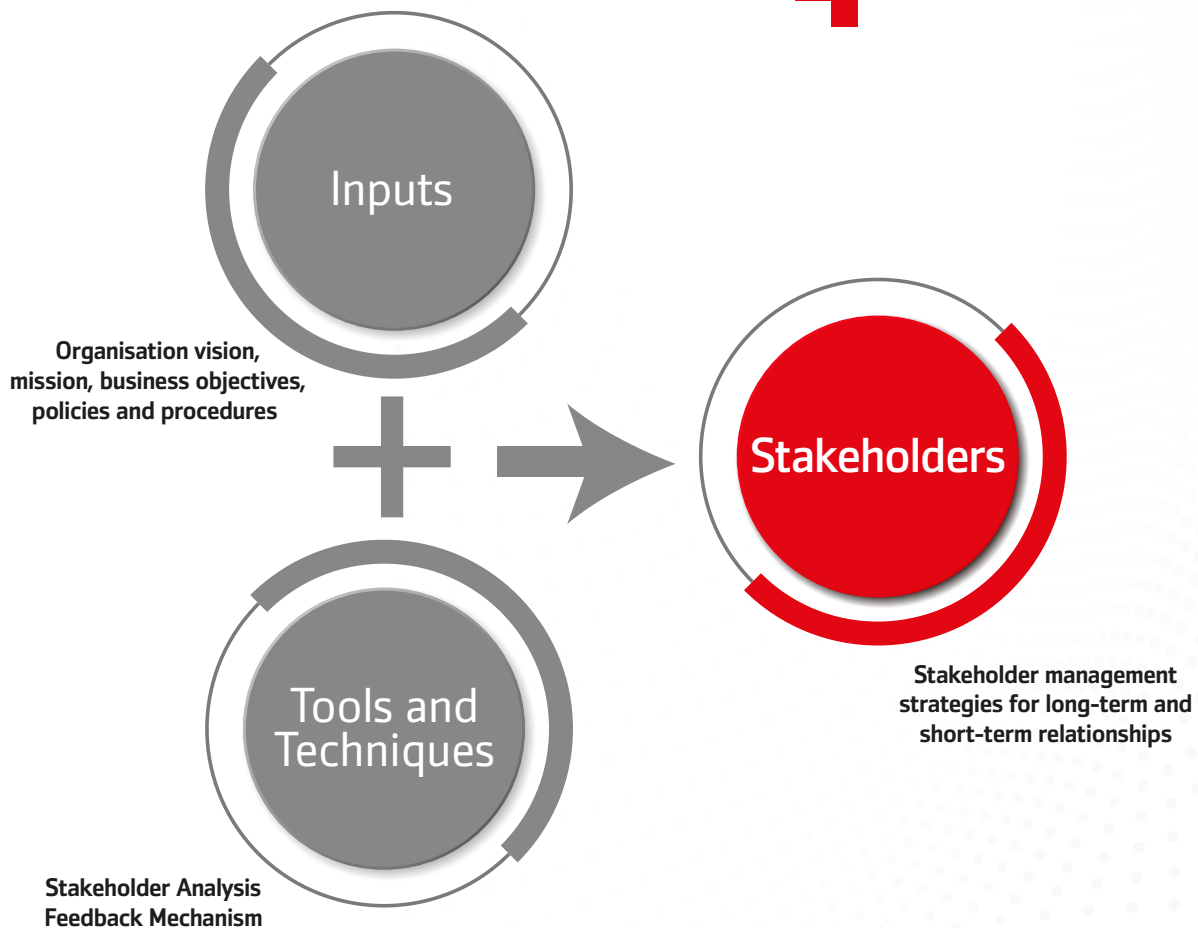 Inputs
Organisation vision,
mission, business objectives,
policies and procedures
Stakeholders
Stakeholder management
strategies for long-term and
short-term relationships
Tools and
Techniques
Stakeholder Analysis
Feedback Mechanism